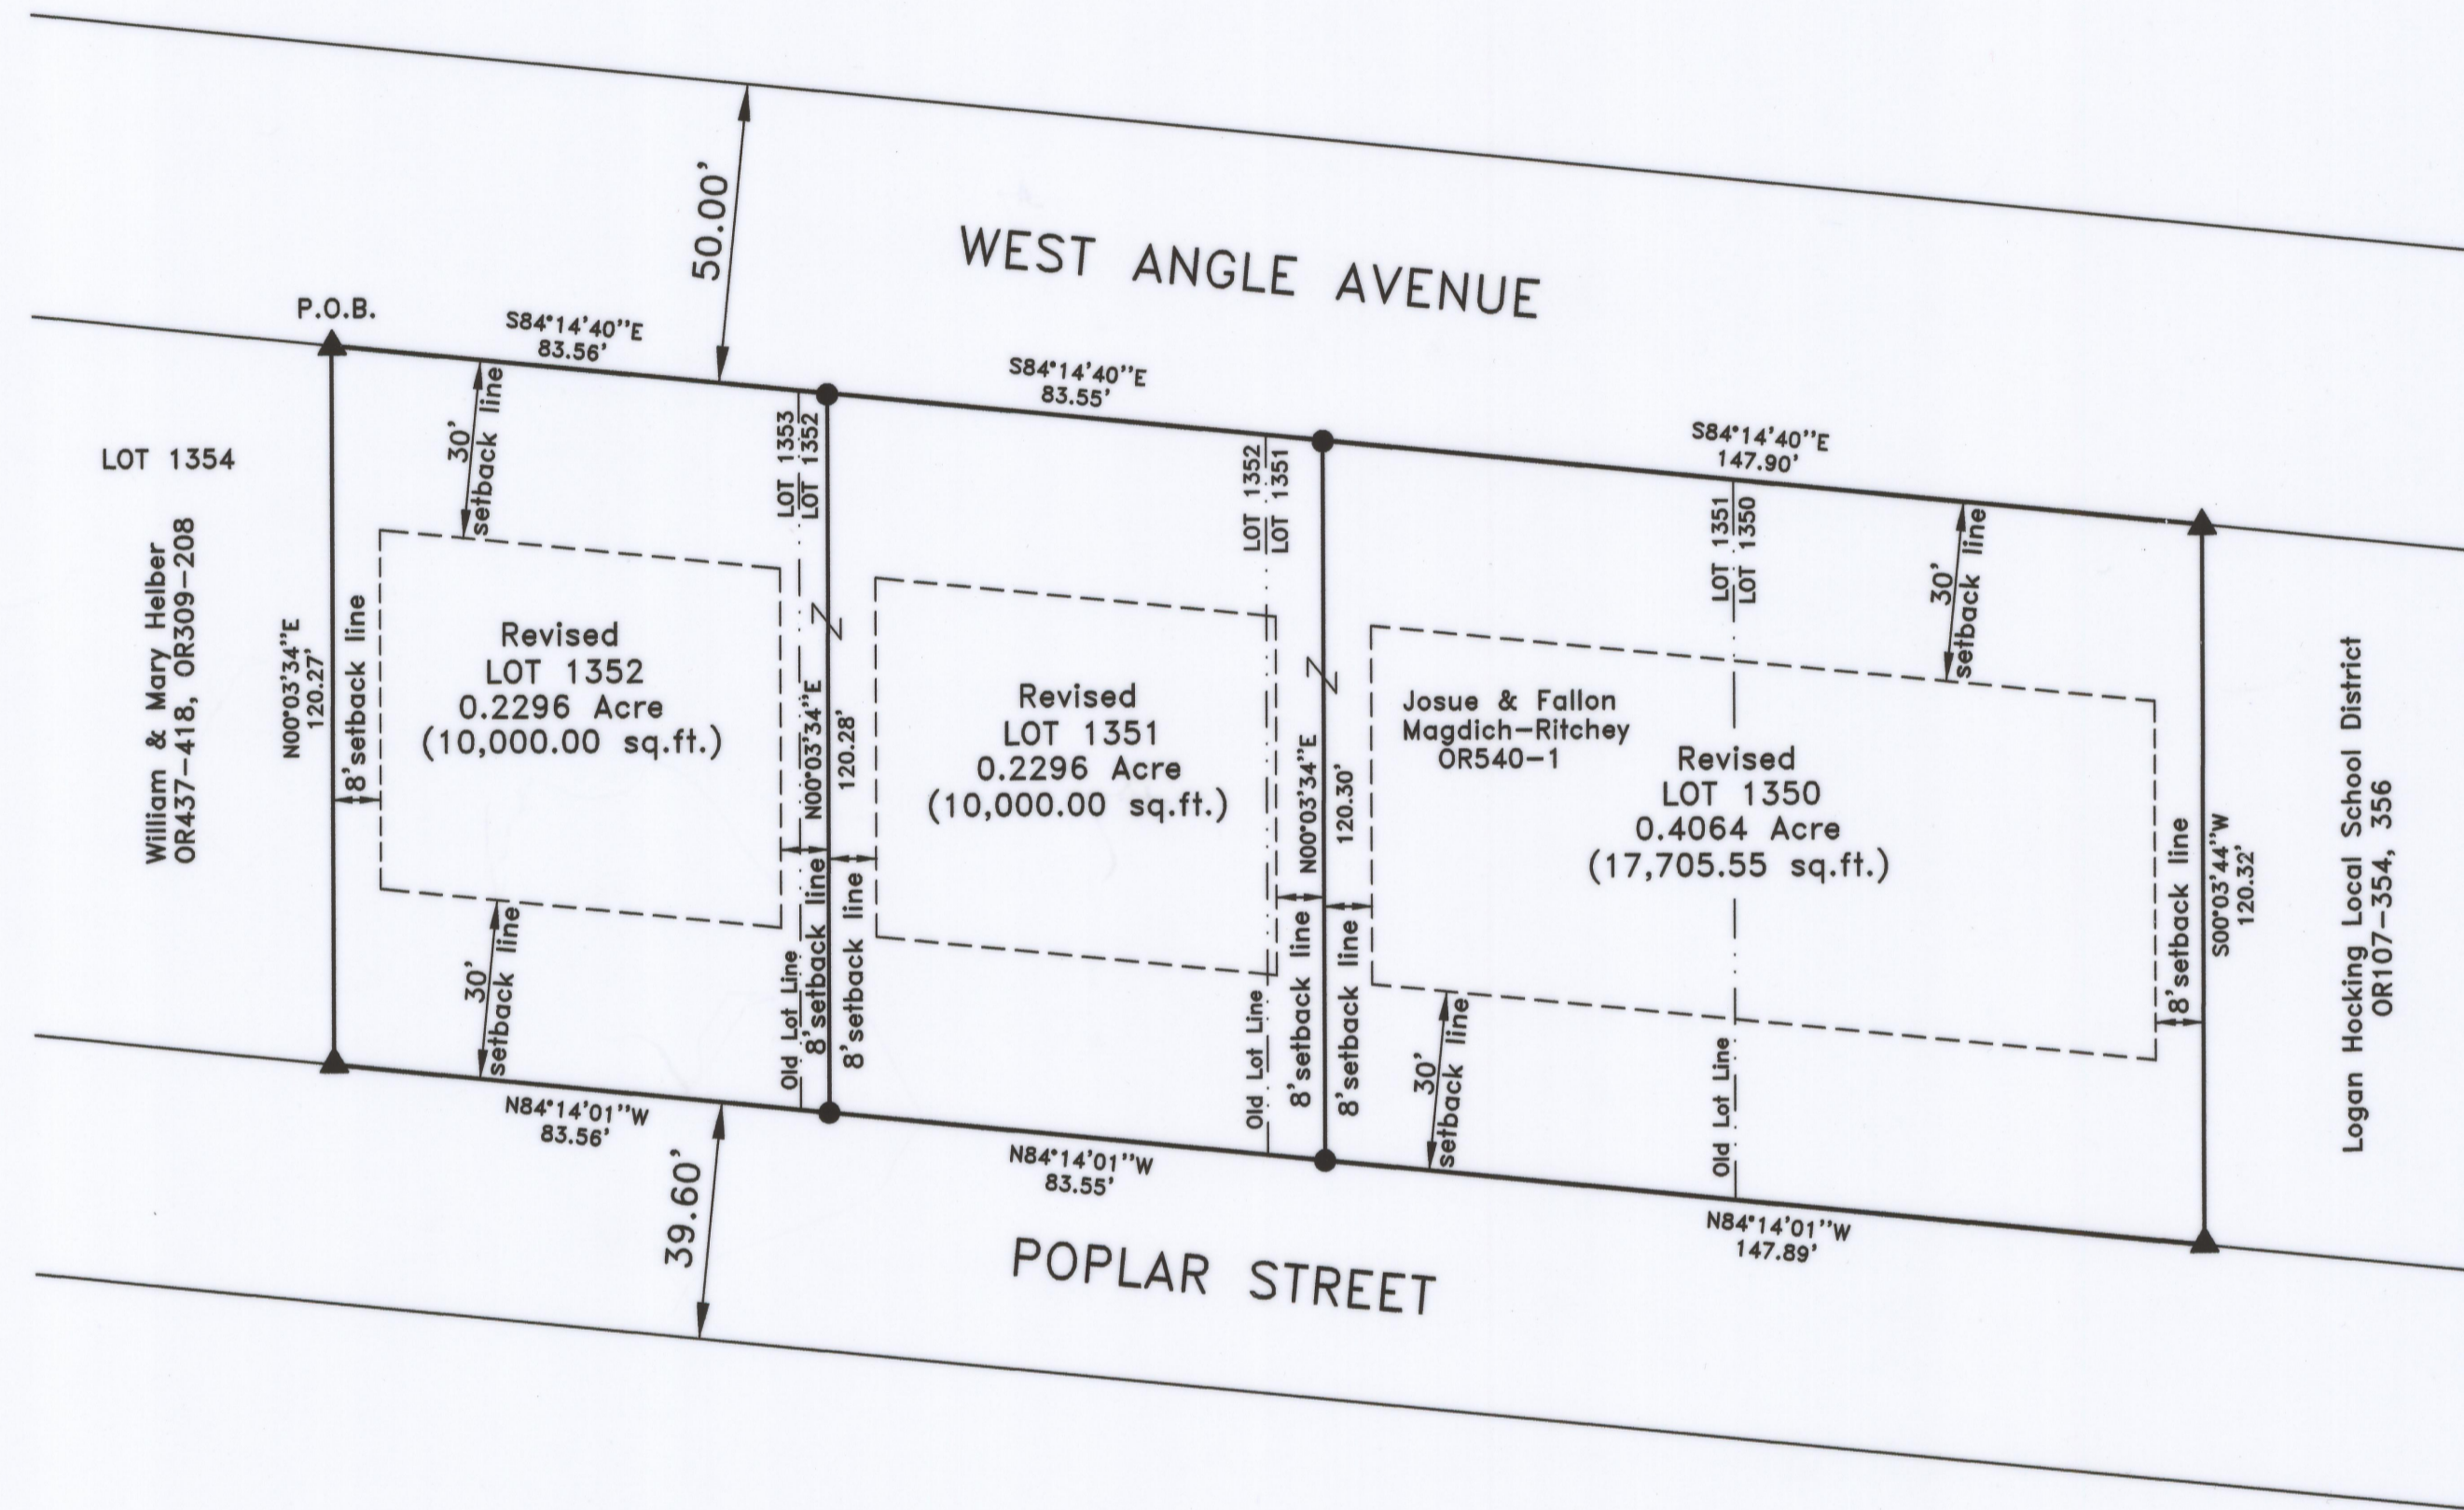 50.00'
WEST ANGLE AVENUE
P.O.B.
S84°14'40"E
83.56'
S84°14'40"E
83.55'
S84°14'40"E
147.90'
LOT 1354
William & Mary Helber
OR437-418, OR309-208
N00°03'34"E
120.27'
8'setback line
30'
setback line
Revised
LOT 1352
0.2296 Acre
(10,000.00 sq.ft.)
30'
setback line
LOT 1353
LOT 1352
N00°03'34"E
120.28'
Old Lot Line
8'setback line
8'setback line
Revised
LOT 1351
0.2296 Acre
(10,000.00 sq.ft.)
LOT 1352
LOT 1351
N00°03'34"E
120.30'
Old Lot Line
8'setback line
8'setback line
Josue & Fallon
Magdich-Ritchey
OR540-1
LOT 1351
LOT 1350
Revised
LOT 1350
0.4064 Acre
(17,705.55 sq.ft.)
30'
setback line
30'
setback line
Old Lot Line
8'setback line
S00°03'44"W
120.32'
Logan Hocking Local School District
OR107-354, 356
N84°14'01"W
83.56'
N84°14'01"W
83.55'
N84°14'01"W
147.89'
39.60'
POPLAR STREET